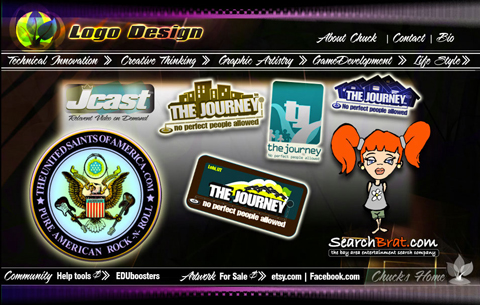 Logo Design
About Chuck | Contact | Bio
Technical Innovation Creative Thinking Graphic Artistry GameDevelopment Life Style
Jcast
Relevent Video on Demand
THE JOURNEY
no perfect people allowed
the journey
no perfect people allowed
THE JOURNEY
no perfect people allowed
THEUNITEDSAINTSOFAMERICA.COM
PURE AMERICAN ROCK-N-ROLL
THE JOURNEY
no perfect people allowed
SearchBrat.com
the bay area entertainment search company
Community Help tools EDUboosters Artwork For Sale etsy.com | Facebook.com Chuck's Home